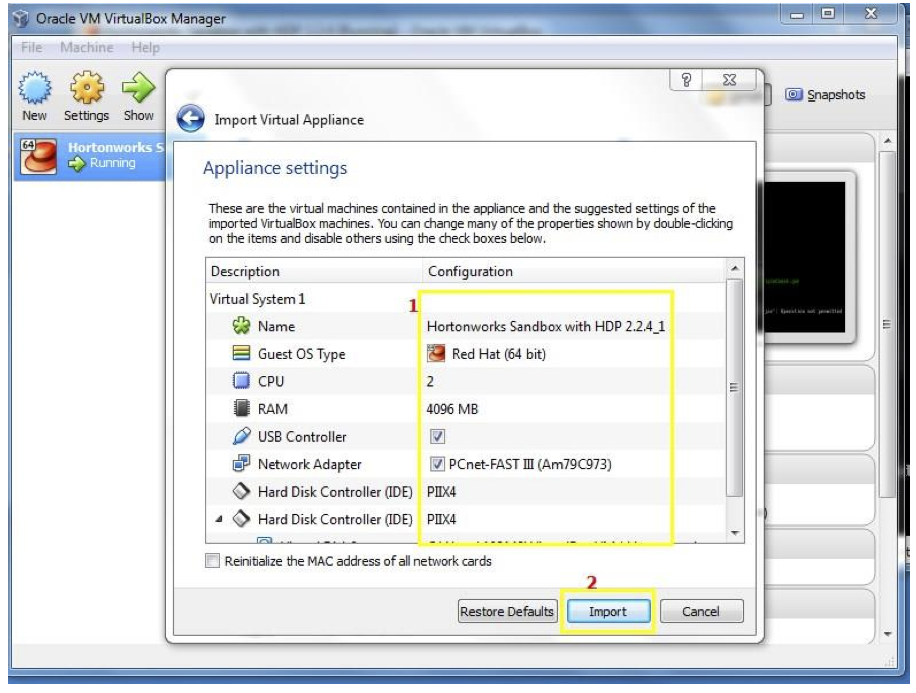 Oracle VM VirtualBox Manager
File Machine Help
New Settings Show
Snapshots
Hortonworks S
Running
64
Import Virtual Appliance
Appliance settings
These are the virtual machines contained in the appliance and the suggested settings of the
imported VirtualBox machines. You can change many of the properties shown by double-clicking
on the items and disable others using the check boxes below.
Description Configuration
Virtual System 1
1
Name Hortonworks Sandbox with HDP 2.2.4_1
Guest OS Type Red Hat (64 bit)
CPU 2
RAM 4096 MB
USB Controller
Network Adapter PCnet-FAST III (Am79C973)
Hard Disk Controller (IDE) PIIX4
Hard Disk Controller (IDE) PIIX4
Reinitialize the MAC address of all network cards
2
Restore Defaults Import Cancel